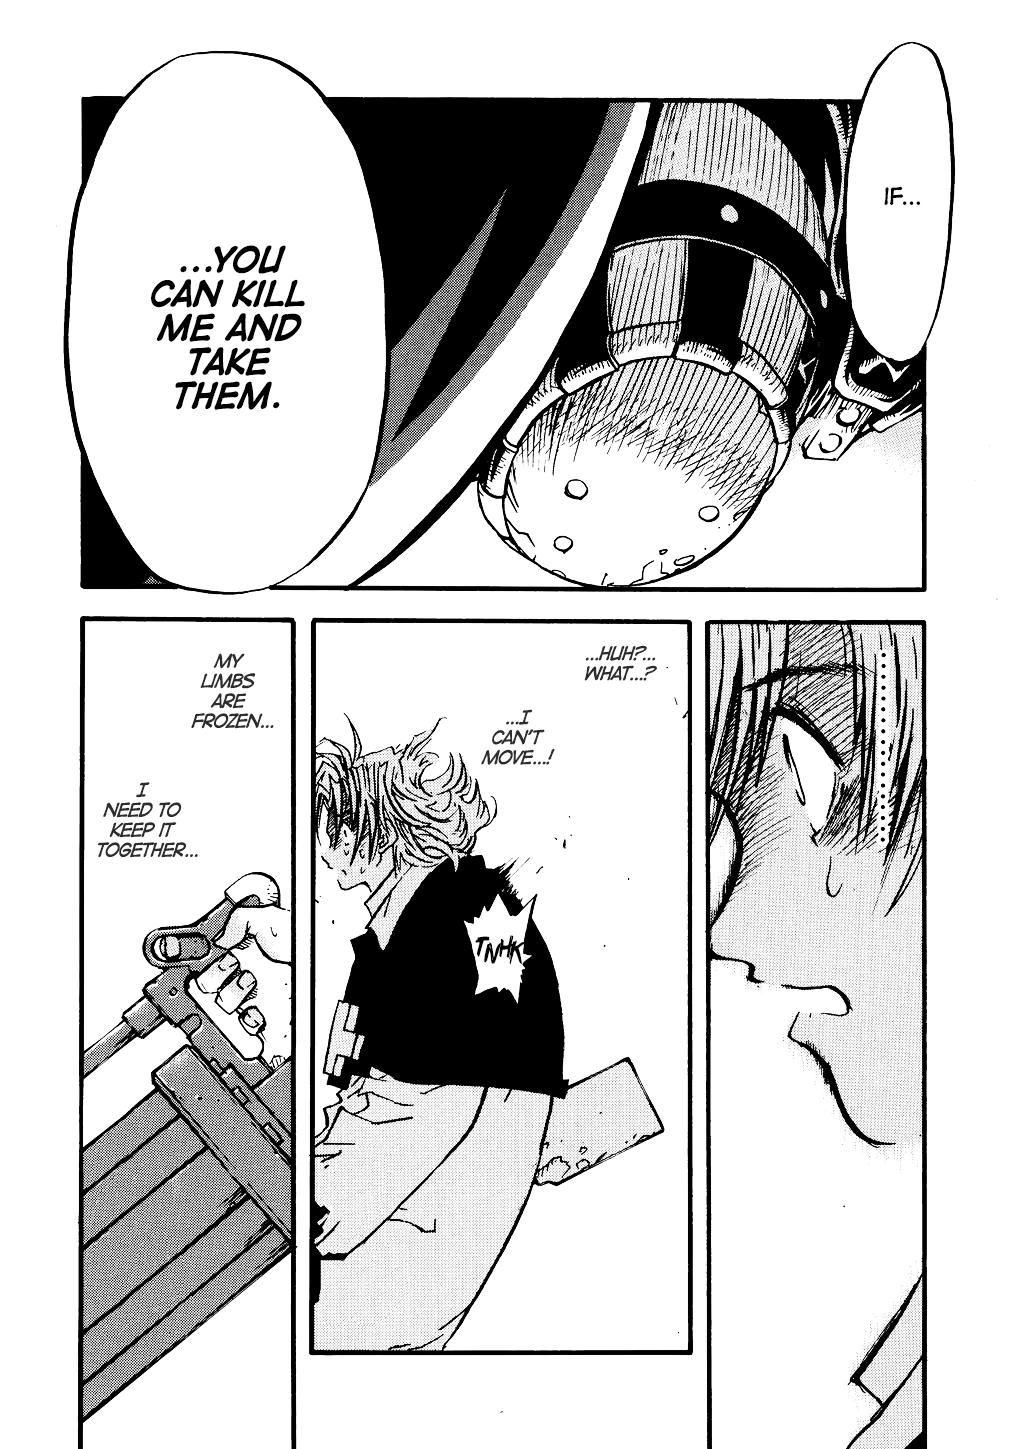 IF...
...YOU
CAN KILL
ME AND
TAKE
THEM.
...HUH?...
WHAT...?
...I
CAN'T
MOVE...!
TNHK
MY
LIMBS
ARE
FROZEN...
I
NEED TO
KEEP IT
TOGETHER...